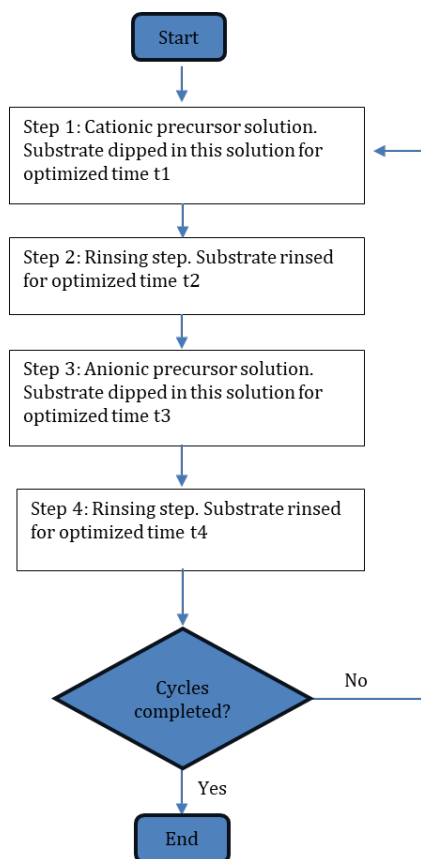 Start
Step 1: Cationic precursor solution.
Substrate dipped in this solution for
optimized time t1
Step 2: Rinsing step. Substrate rinsed
for optimized time t2
Step 3: Anionic precursor solution.
Substrate dipped in this solution for
optimized time t3
Step 4: Rinsing step. Substrate rinsed
for optimized time t4
Cycles
completed?
No
Yes
End